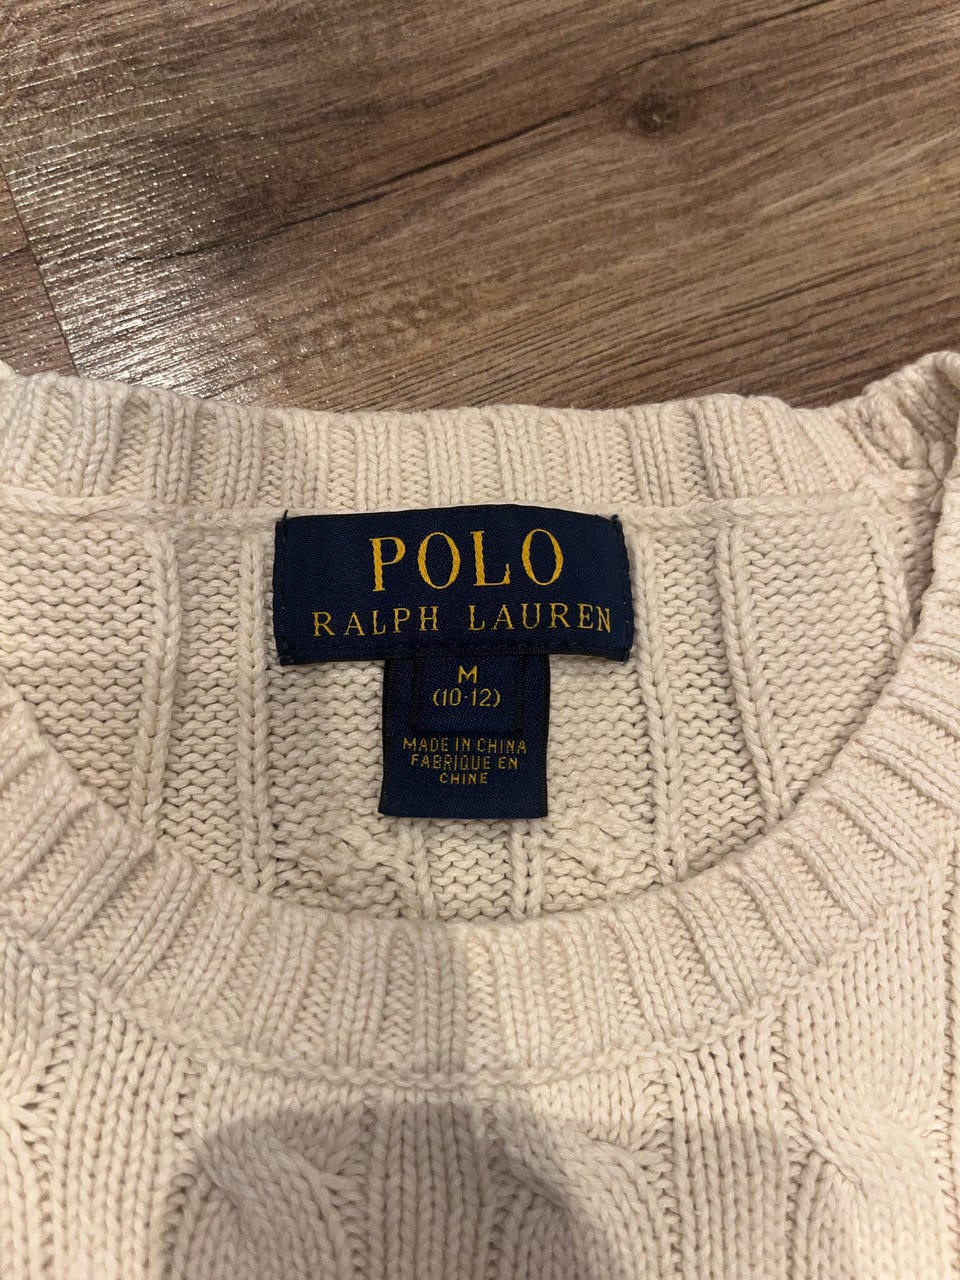 POLO
RALPH LAUREN
M
(10-12)
MADE IN CHINA
FABRIQUE EN
CHINE